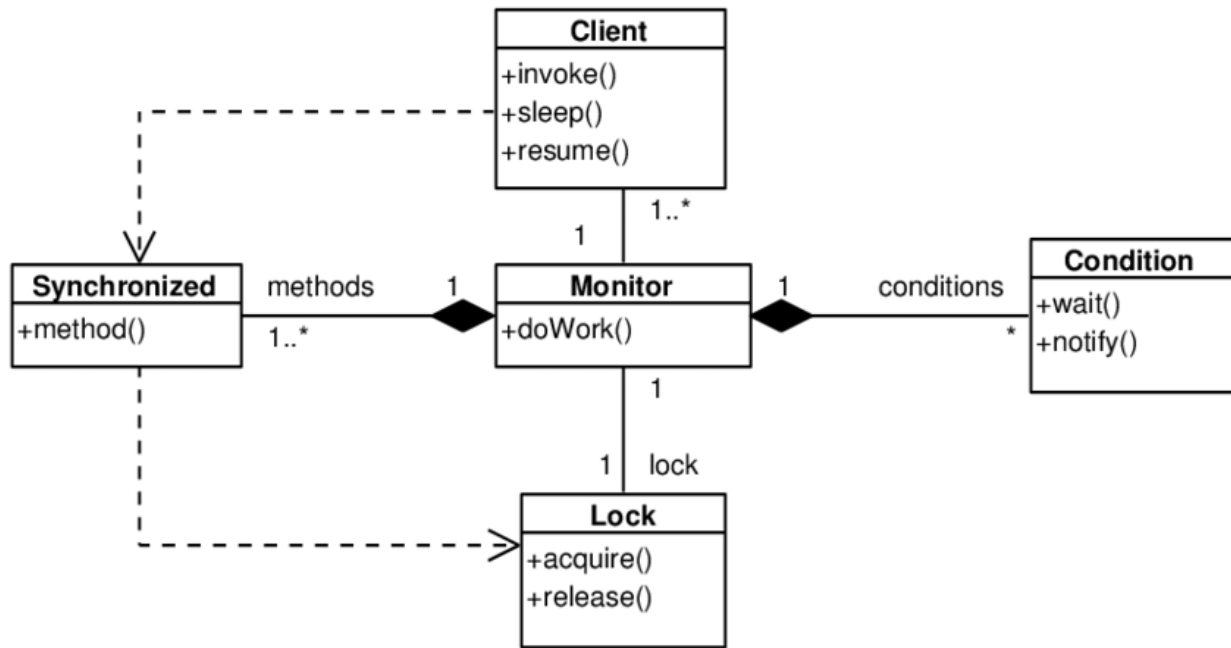 Client
+invoke()
+sleep()
+resume()
1..*
1
Synchronized
+method()
methods
1
1..*
Monitor
+doWork()
1
conditions
*
Condition
+wait()
+notify()
1
1
lock
Lock
+acquire()
+release()